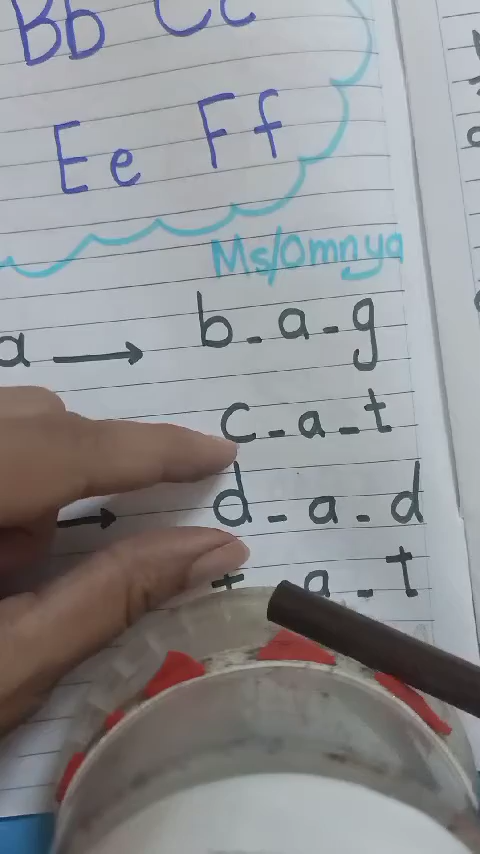 Bb Cc
Ee Ff
Ms/Omnya
a → b-a-g
c-a-t
→ d-a-d
a-t